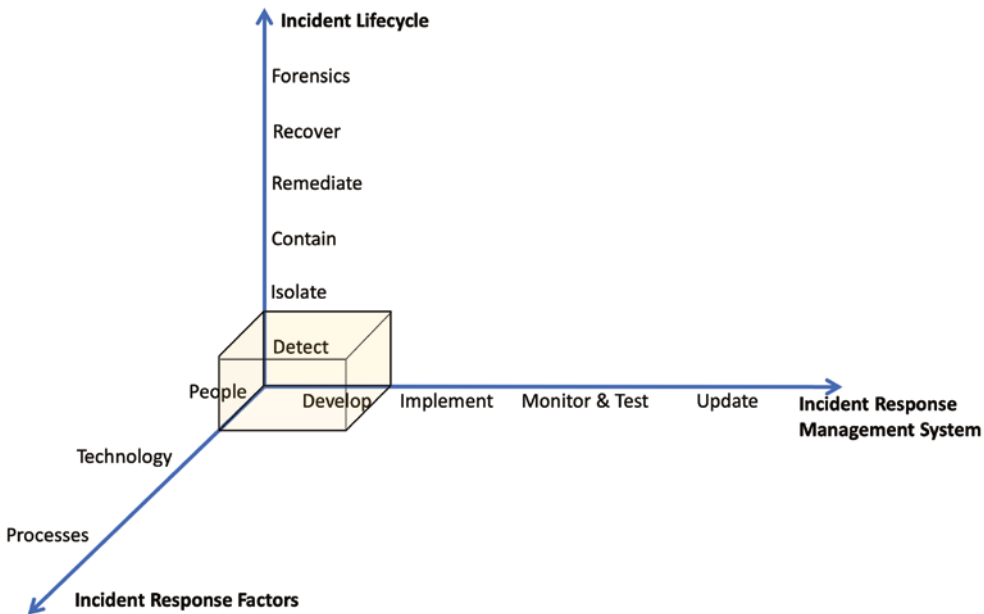 Incident Lifecycle
Forensics
Recover
Remediate
Contain
Isolate
Detect
People
Develop
Implement
Monitor & Test
Update
Incident Response
Management System
Technology
Processes
Incident Response Factors